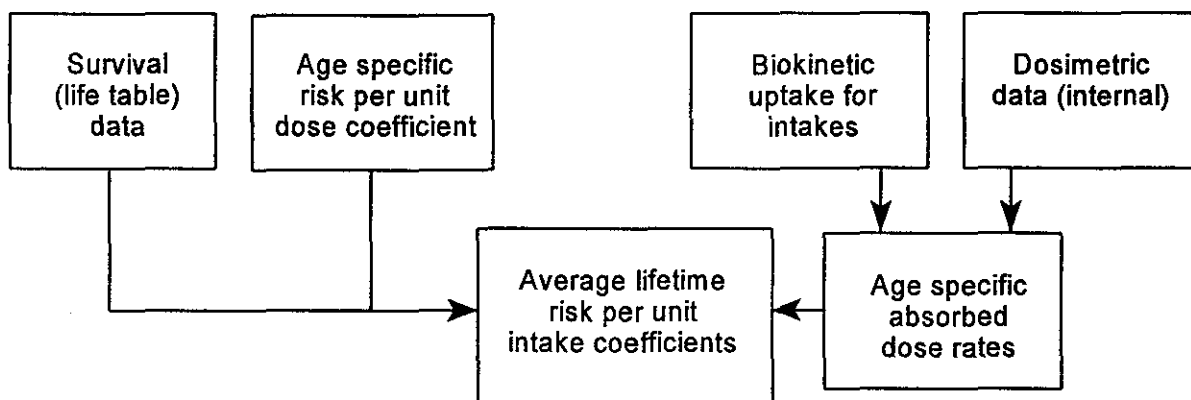 Survival
(life table)
data
Age specific
risk per unit
dose coefficient
Biokinetic
uptake for
intakes
Dosimetric
data (internal)
Average lifetime
risk per unit
intake coefficients
Age specific
absorbed
dose rates